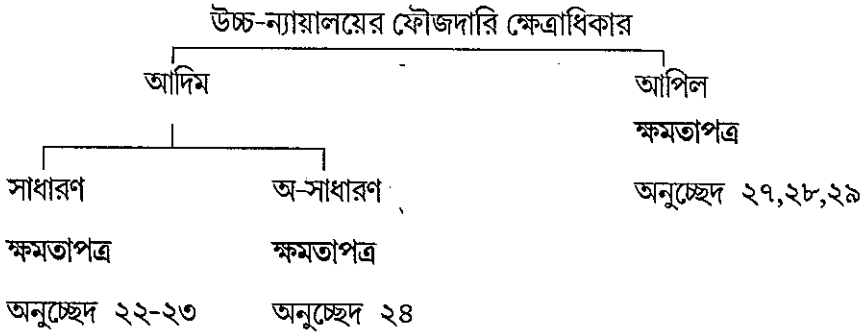 উচ্চ-ন্যায়ালয়ের ফৌজদারি ক্ষেত্রাধিকার
আদিম আপিল
ক্ষমতাপত্র
সাধারণ অ-সাধারণ অনুচ্ছেদ ২৭,২৮,২৯
ক্ষমতাপত্র ক্ষমতাপত্র
অনুচ্ছেদ ২২-২৩ অনুচ্ছেদ ২৪